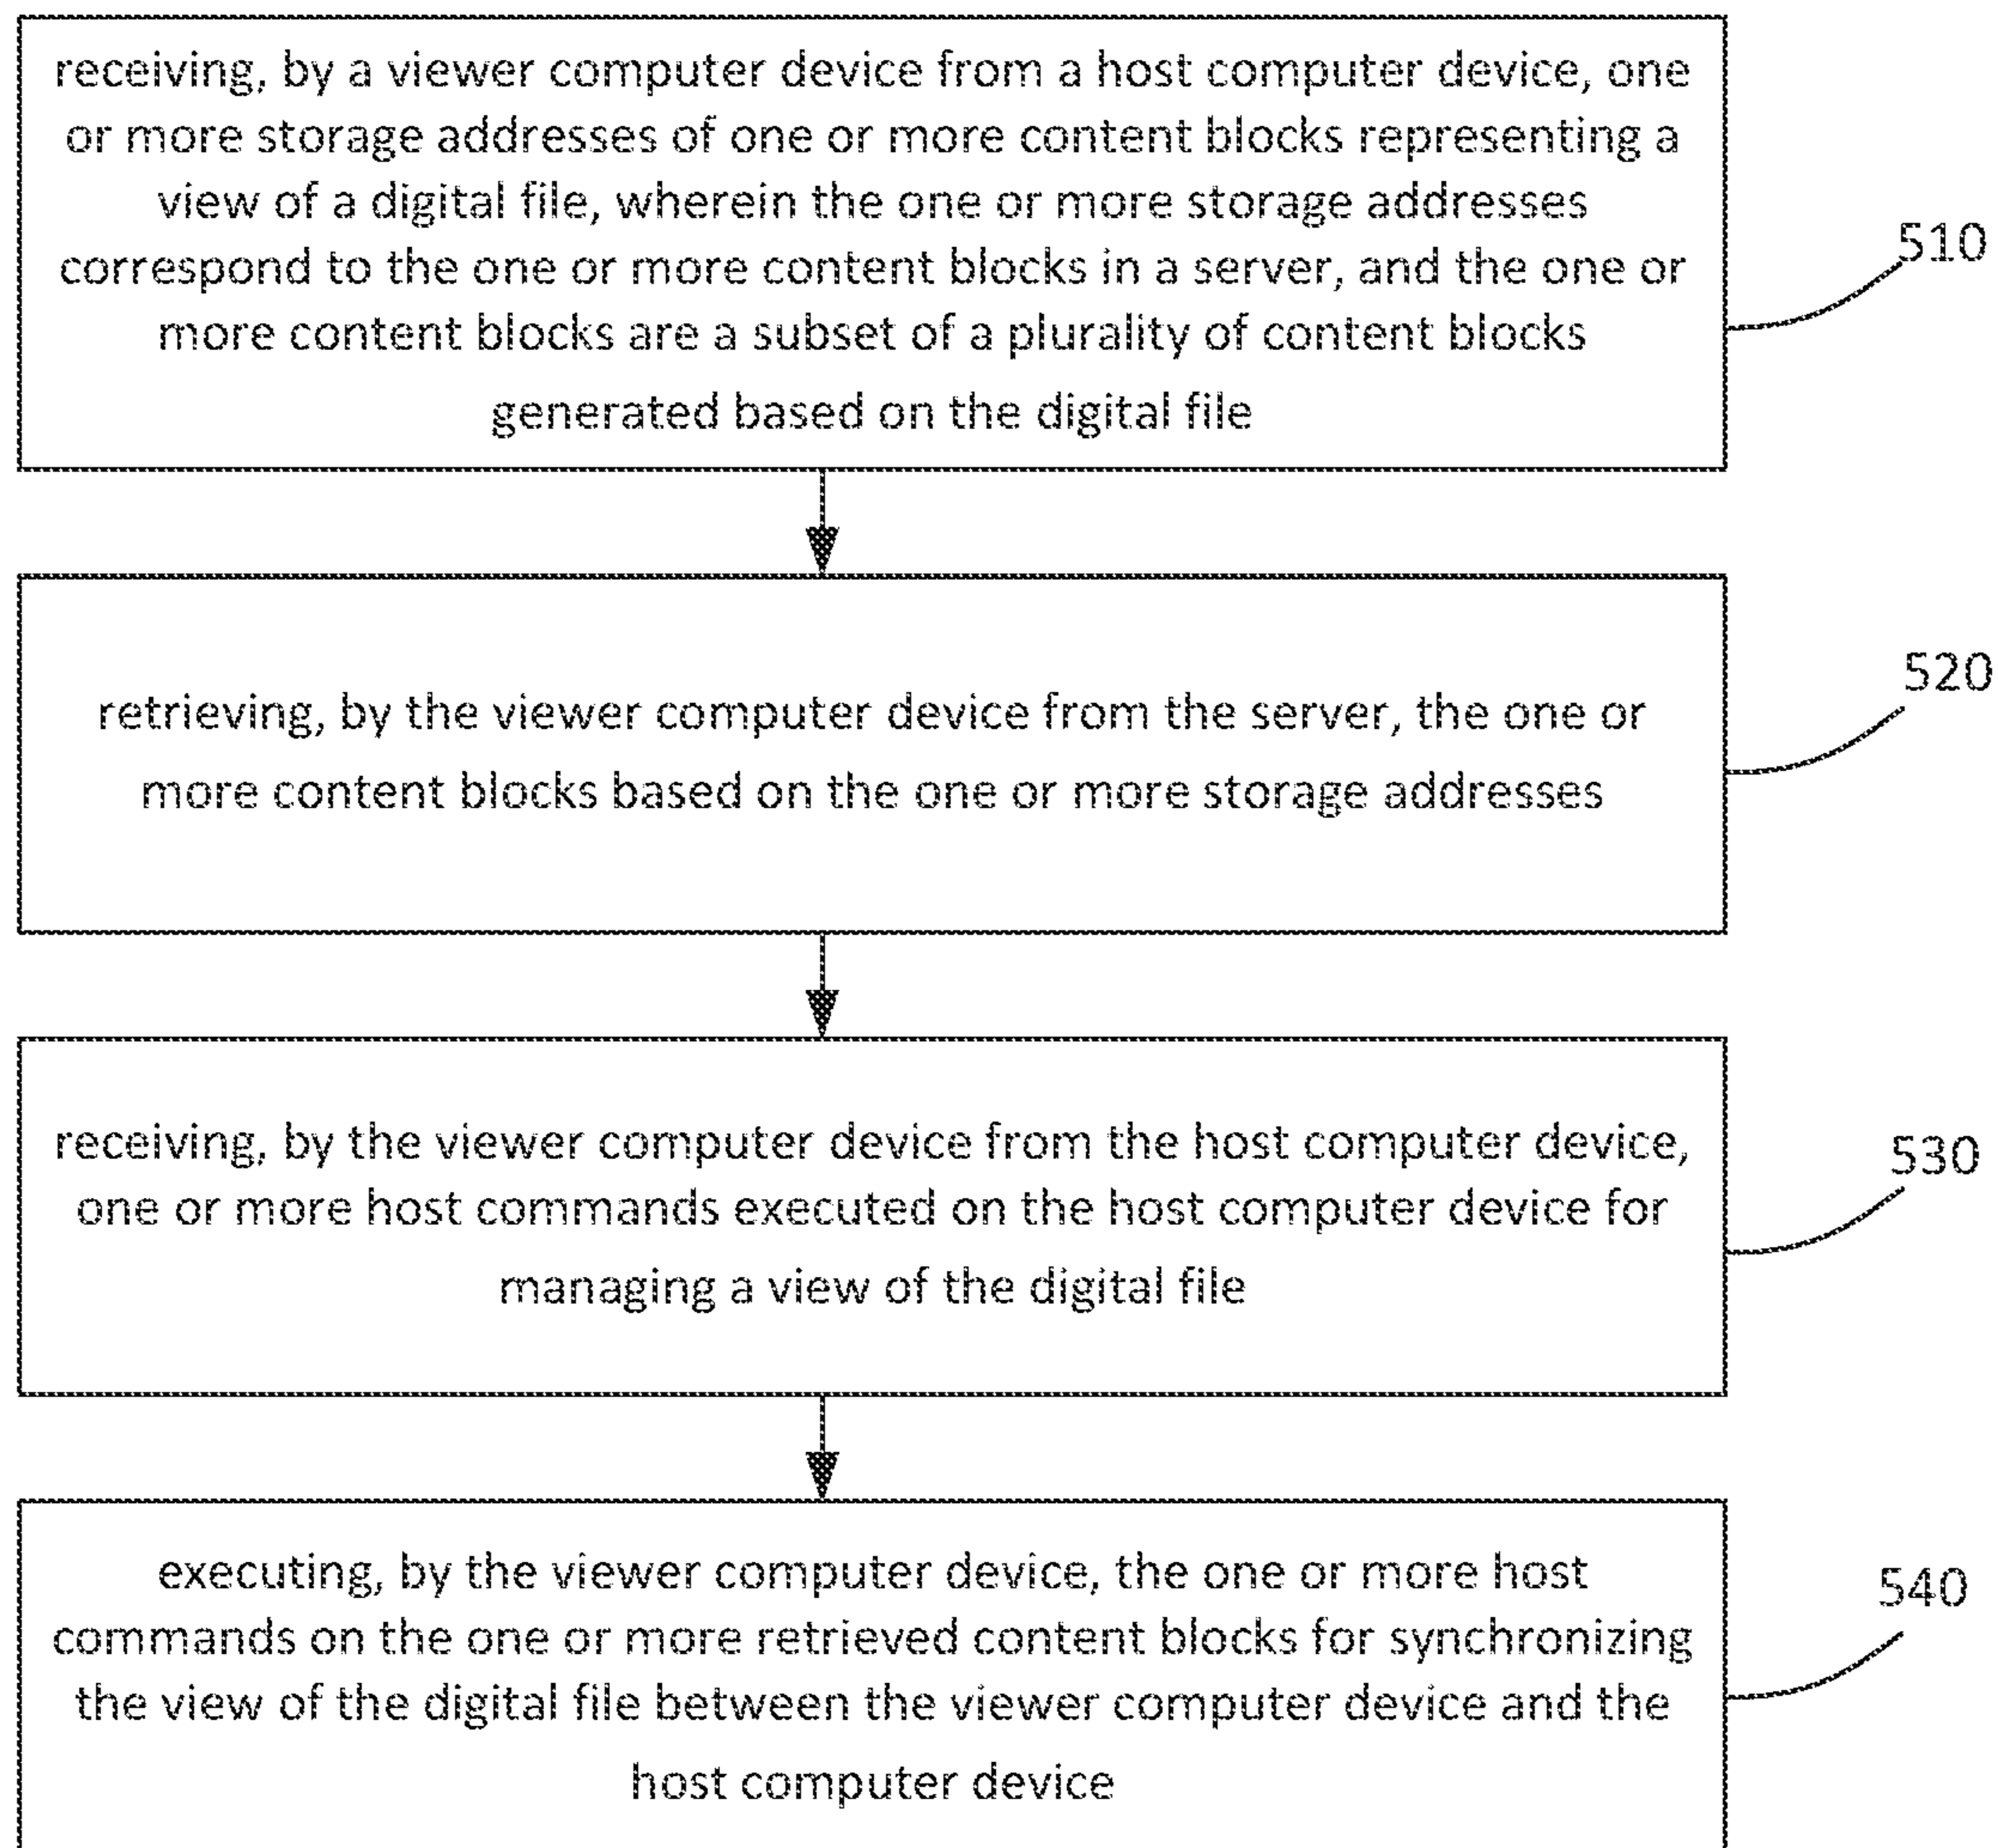 receiving, by a viewer computer device from a host computer device, one
or more storage addresses of one or more content blocks representing a
view of a digital file, wherein the one or more storage addresses
correspond to the one or more content blocks in a server, and the one or
more content blocks are a subset of a plurality of content blocks
generated based on the digital file
510
retrieving, by the viewer computer device from the server, the one or
more content blocks based on the one or more storage addresses
520
receiving, by the viewer computer device from the host computer device,
one or more host commands executed on the host computer device for
managing a view of the digital file
530
executing, by the viewer computer device, the one or more host
commands on the one or more retrieved content blocks for synchronizing
the view of the digital file between the viewer computer device and the
host computer device
540